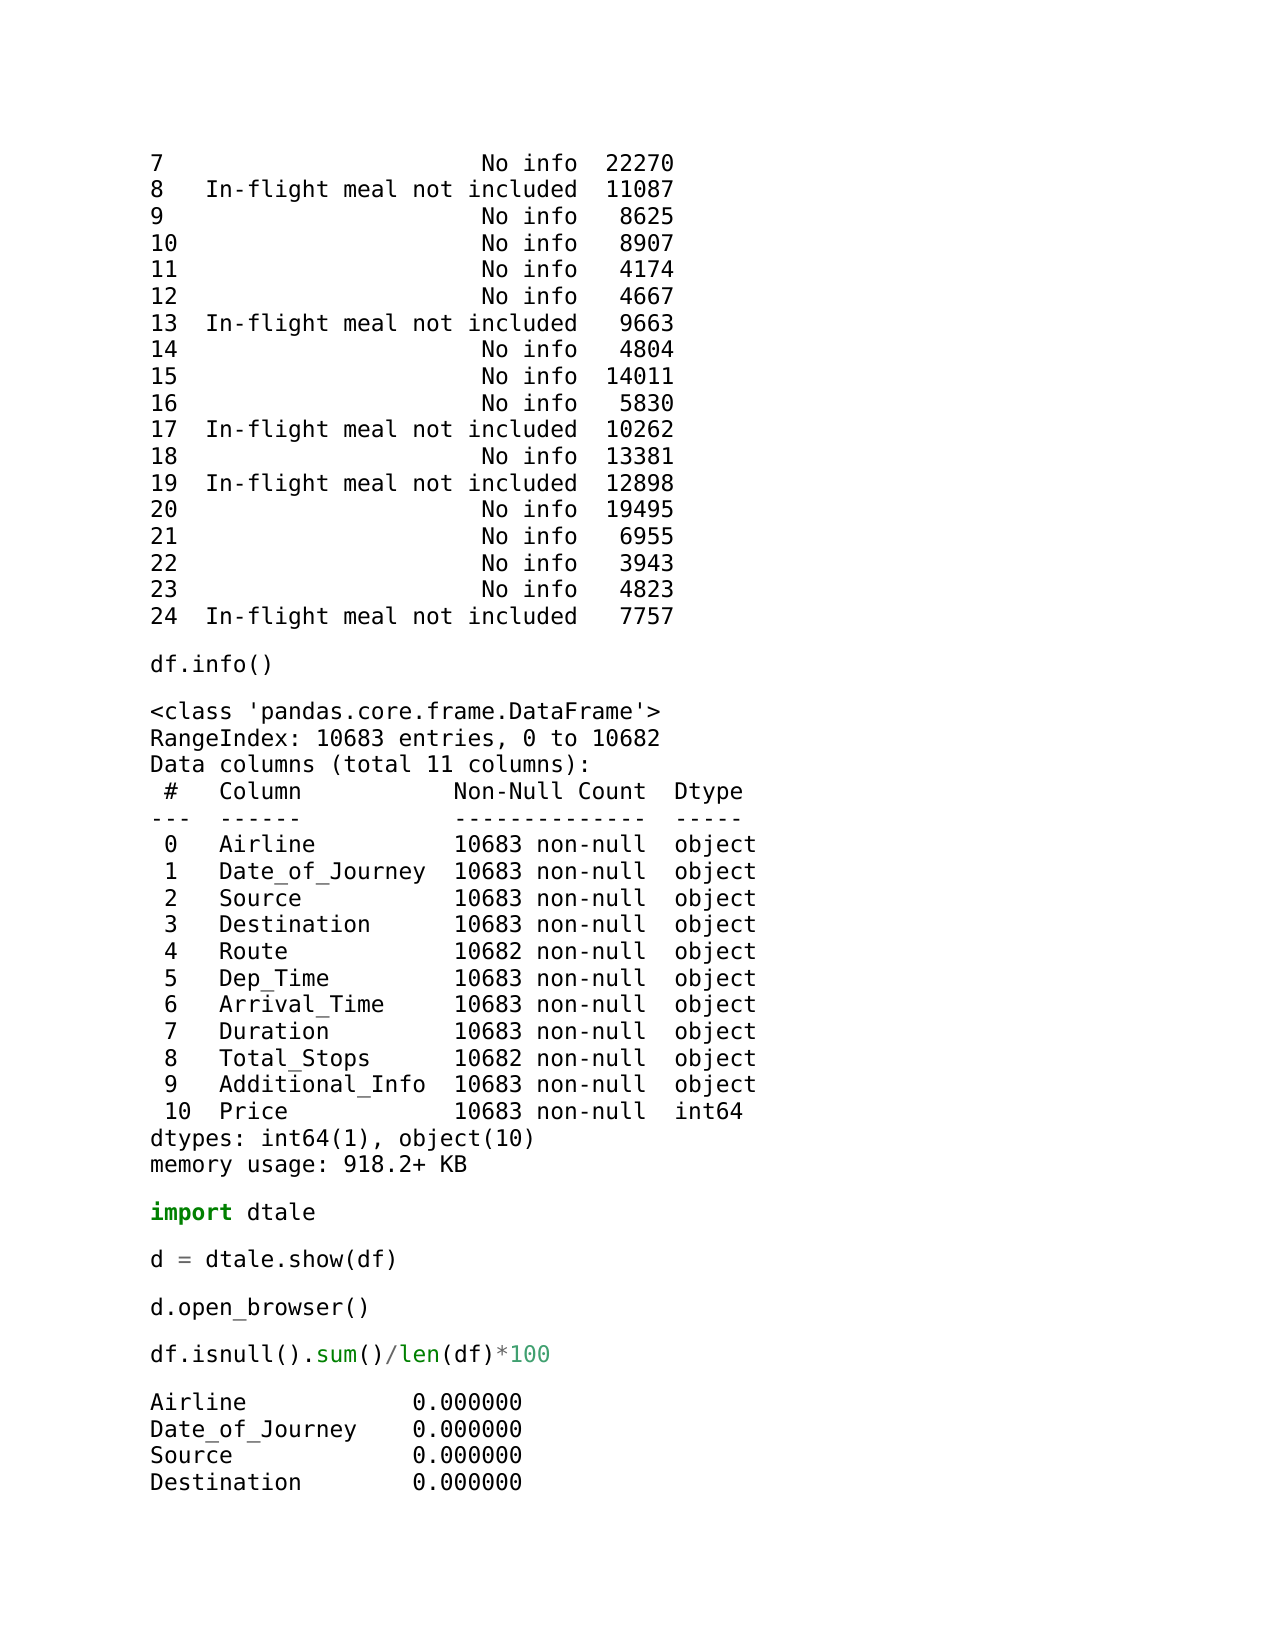 7                       No info  22270
8   In-flight meal not included  11087
9                       No info   8625
10                      No info   8907
11                      No info   4174
12                      No info   4667
13  In-flight meal not included   9663
14                      No info   4804
15                      No info  14011
16                      No info   5830
17  In-flight meal not included  10262
18                      No info  13381
19  In-flight meal not included  12898
20                      No info  19495
21                      No info   6955
22                      No info   3943
23                      No info   4823
24  In-flight meal not included   7757
df.info()
<class 'pandas.core.frame.DataFrame'>
RangeIndex: 10683 entries, 0 to 10682
Data columns (total 11 columns):
 #   Column           Non-Null Count  Dtype
---  ------           --------------  -----
 0   Airline          10683 non-null  object
 1   Date_of_Journey  10683 non-null  object
 2   Source           10683 non-null  object
 3   Destination      10683 non-null  object
 4   Route            10682 non-null  object
 5   Dep_Time         10683 non-null  object
 6   Arrival_Time     10683 non-null  object
 7   Duration         10683 non-null  object
 8   Total_Stops      10682 non-null  object
 9   Additional_Info  10683 non-null  object
 10  Price            10683 non-null  int64
dtypes: int64(1), object(10)
memory usage: 918.2+ KB
import dtale
d = dtale.show(df)
d.open_browser()
df.isnull().sum()/len(df)*100
Airline            0.000000
Date_of_Journey    0.000000
Source             0.000000
Destination        0.000000